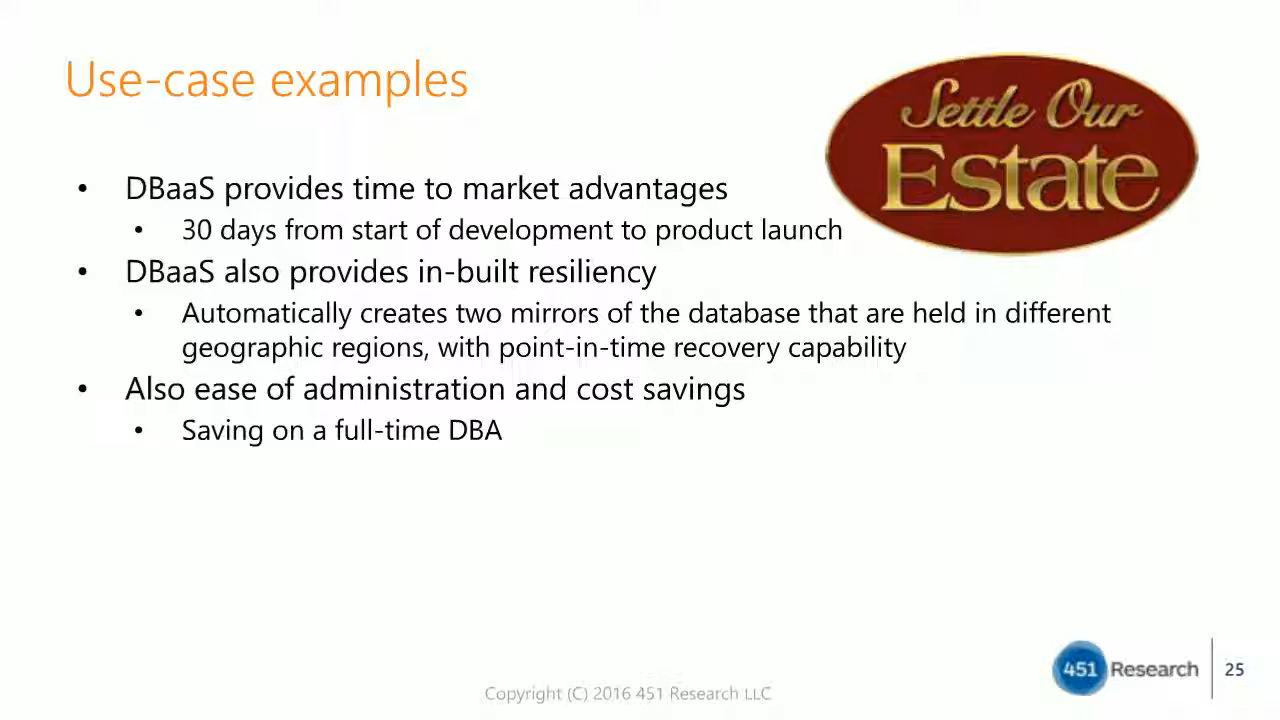 Use-case examples
Settle Our
Estate
• DBaaS provides time to market advantages
• 30 days from start of development to product launch
• DBaaS also provides in-built resiliency
• Automatically creates two mirrors of the database that are held in different
geographic regions, with point-in-time recovery capability
• Also ease of administration and cost savings
• Saving on a full-time DBA
451 Research
25
Copyright (C) 2016 451 Research LLC